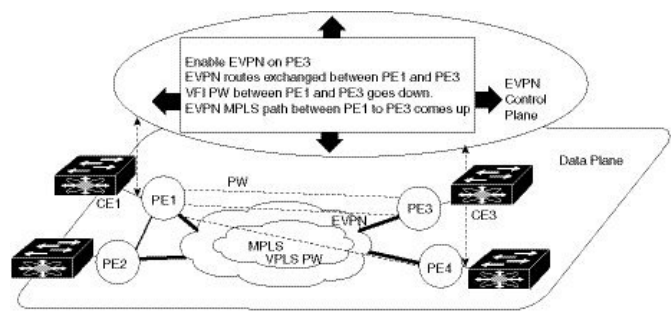 Enable EVPN on PE3
EVPN routes exchanged between PE1 and PE3
VFI PW between PE1 and PE3 goes down.
EVPN MPLS path between PE1 to PE3 comes up
EVPN
Control
Plane
Data Plane
PW
CE1
PE1
PE3
CE3
EVPN
MPLS
VPLS PW
PE2
PE4